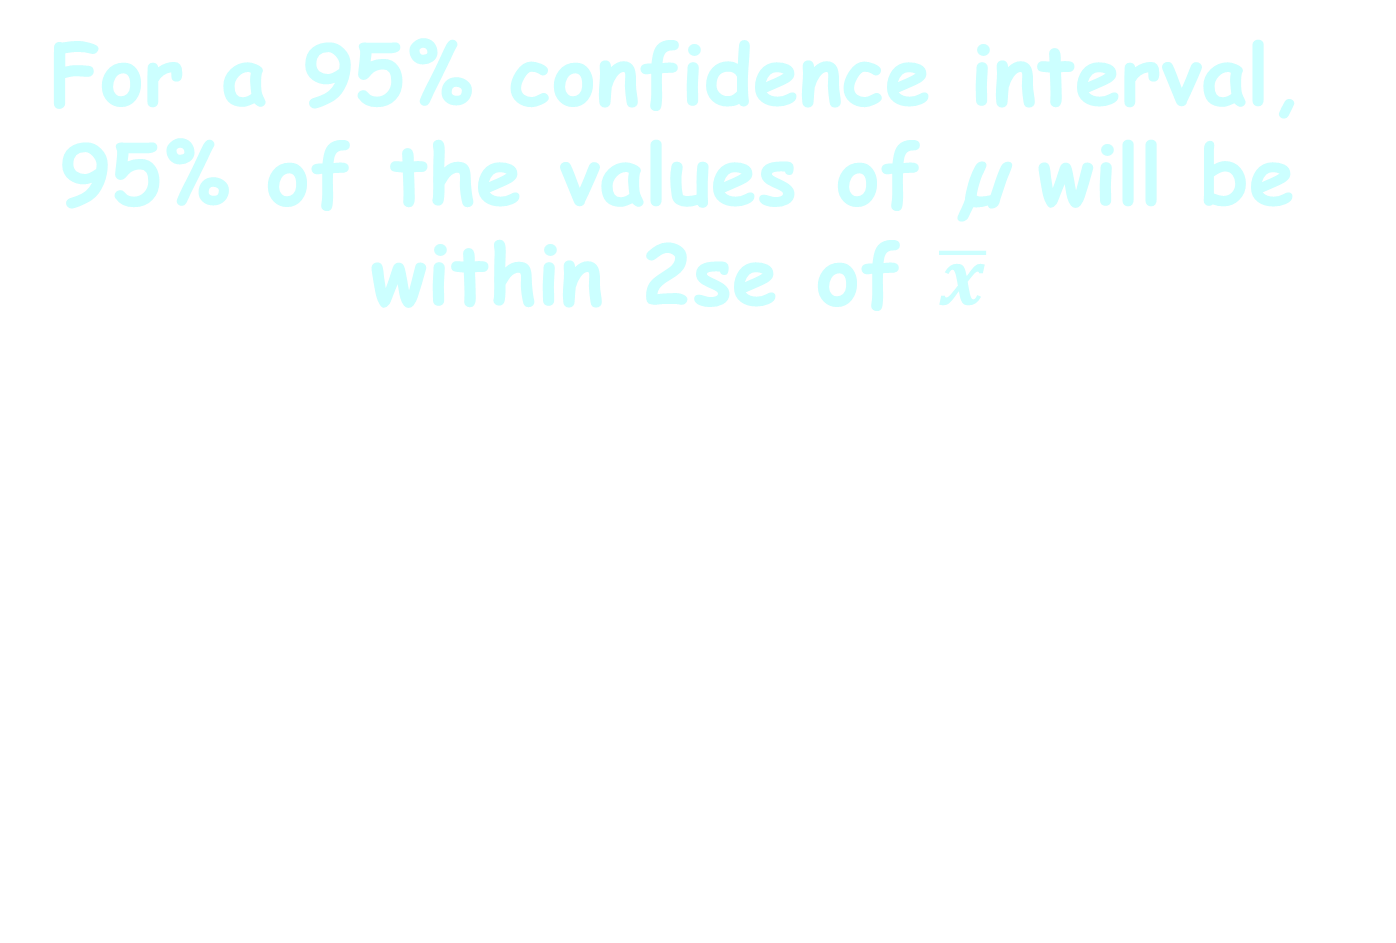 For a 95% confidence interval,
95% of the values of μ will be
within 2se of x̅